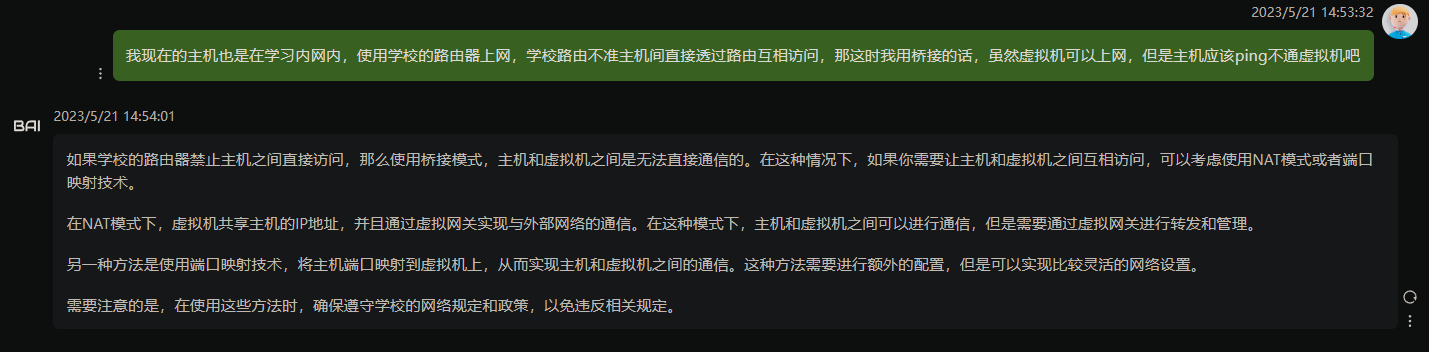 2023/5/21 14:53:32
我现在的主机也是在学习内网内，使用学校的路由器上网，学校路由不准主机间直接透过路由互相访问，那这时我用桥接的话，虽然虚拟机可以上网，但是主机应该ping不通虚拟机吧
BAI
2023/5/21 14:54:01
如果学校的路由器禁止主机之间直接访问，那么使用桥接模式，主机和虚拟机之间是无法直接通信的。在这种情况下，如果你需要让主机和虚拟机之间互相访问，可以考虑使用NAT模式或者端口
映射技术。
在NAT模式下，虚拟机共享主机的IP地址，并且通过虚拟网关实现与外部网络的通信。在这种模式下，主机和虚拟机之间可以进行通信，但是需要通过虚拟网关进行转发和管理。
另一种方法是使用端口映射技术，将主机端口映射到虚拟机上，从而实现主机和虚拟机之间的通信。这种方法需要进行额外的配置，但是可以实现比较灵活的网络设置。
需要注意的是，在使用这些方法时，确保遵守学校的网络规定和政策，以免违反相关规定。